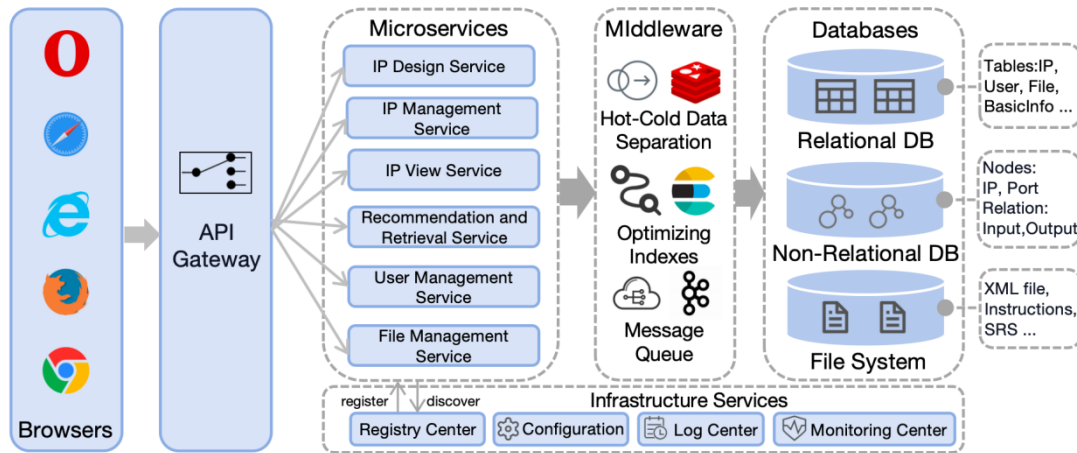 Browsers
API
Gateway
Microservices
IP Design Service
IP Management
Service
IP View Service
Recommendation and
Retrieval Service
User Management
Service
File Management
Service
MIddleware
Hot-Cold Data
Separation
Optimizing
Indexes
Message
Queue
Databases
Relational DB
Non-Relational DB
File System
Tables:IP,
User, File,
BasicInfo ...
Nodes:
IP, Port
Relation:
Input,Output
XML file,
Instructions,
SRS ...
register
discover
Infrastructure Services
Registry Center
Configuration
Log Center
Monitoring Center